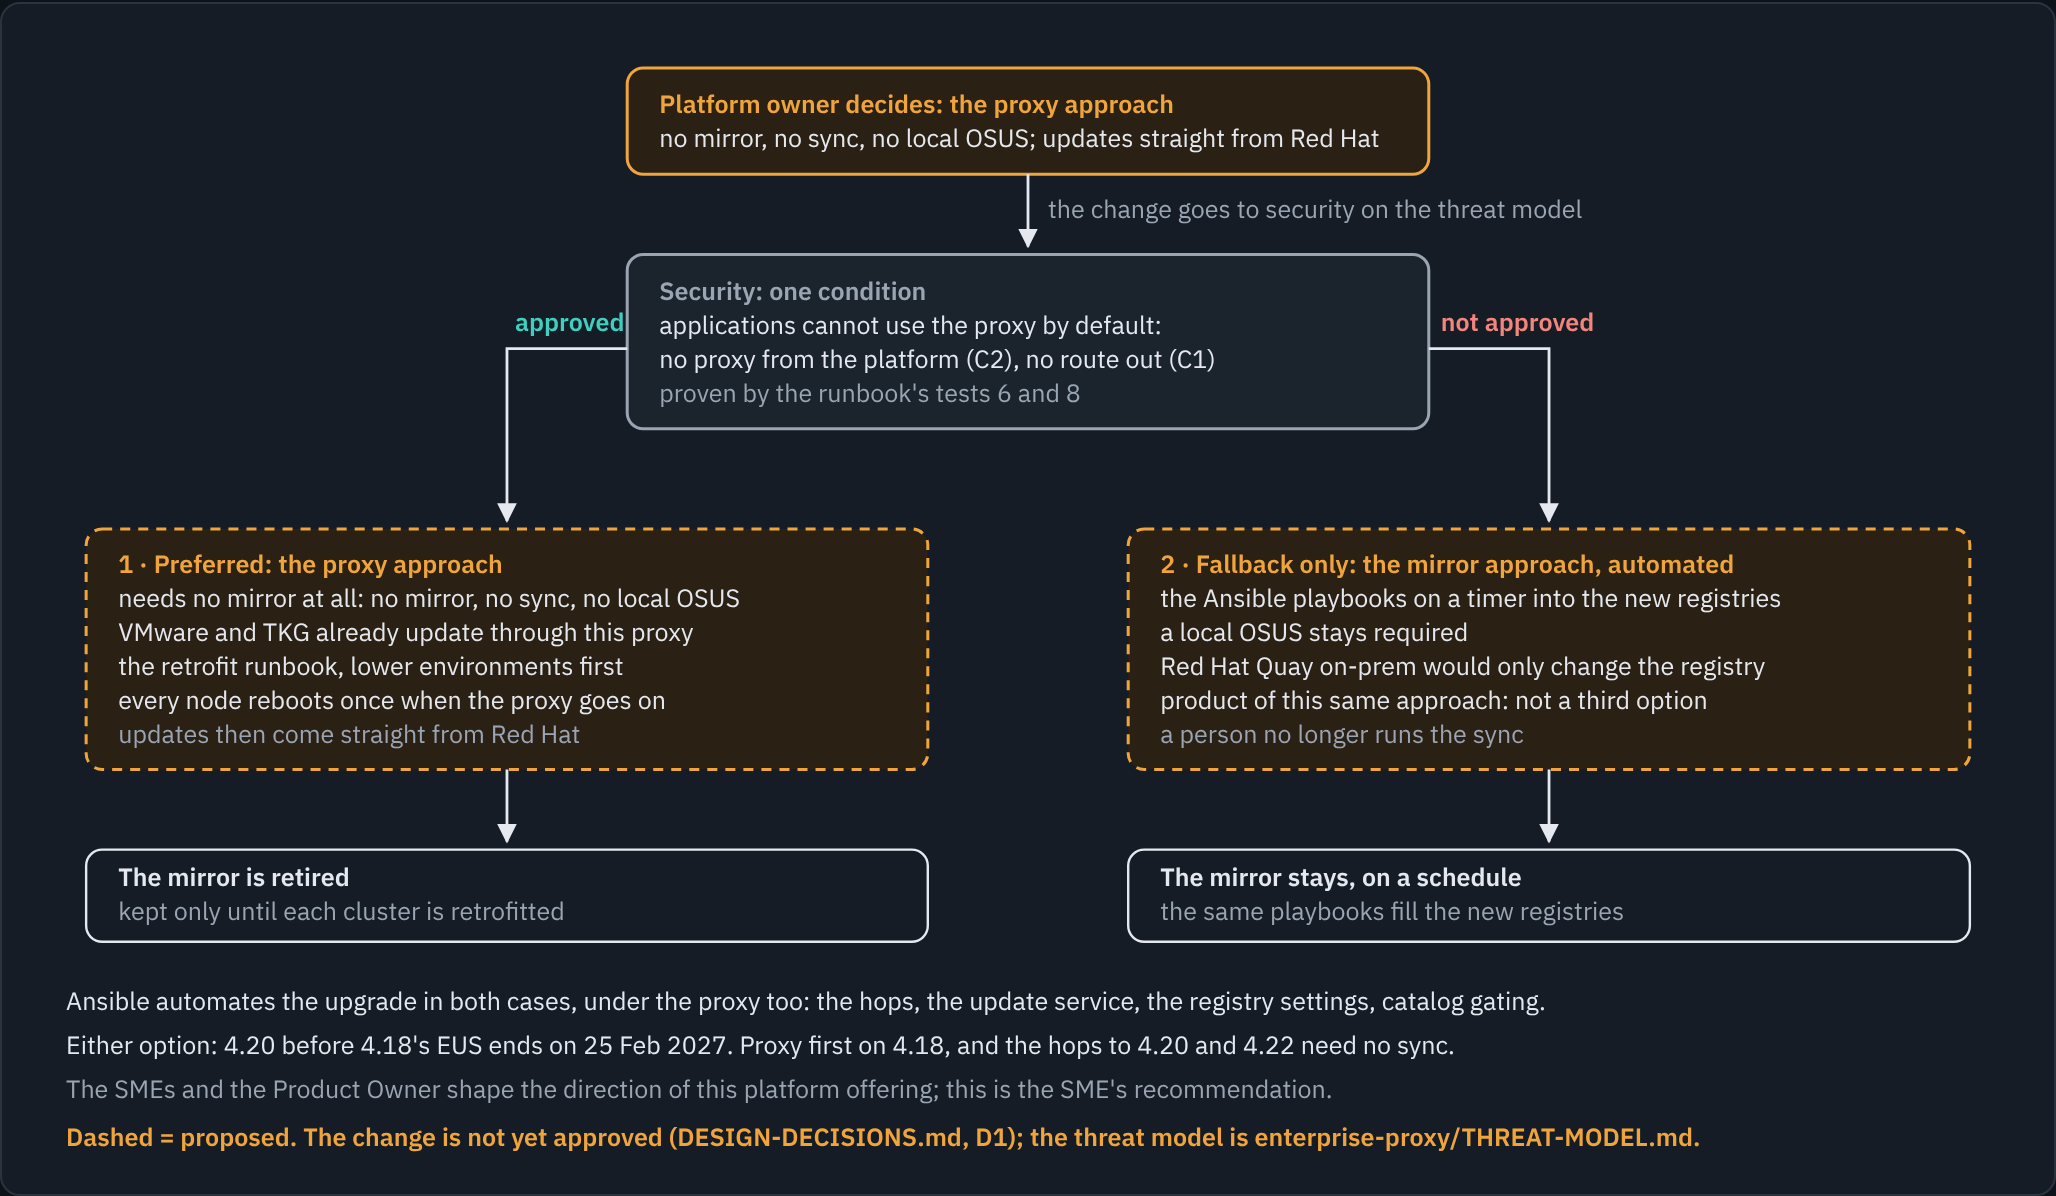 Platform owner decides: the proxy approach
no mirror, no sync, no local OSUS; updates straight from Red Hat
the change goes to security on the threat model
Security: one condition
applications cannot use the proxy by default:
no proxy from the platform (C2), no route out (C1)
proven by the runbook's tests 6 and 8
approved
not approved
1 · Preferred: the proxy approach
needs no mirror at all: no mirror, no sync, no local OSUS
VMware and TKG already update through this proxy
the retrofit runbook, lower environments first
every node reboots once when the proxy goes on
updates then come straight from Red Hat
2 · Fallback only: the mirror approach, automated
the Ansible playbooks on a timer into the new registries
a local OSUS stays required
Red Hat Quay on-prem would only change the registry
product of this same approach: not a third option
a person no longer runs the sync
The mirror is retired
kept only until each cluster is retrofitted
The mirror stays, on a schedule
the same playbooks fill the new registries
Ansible automates the upgrade in both cases, under the proxy too: the hops, the update service, the registry settings, catalog gating.
Either option: 4.20 before 4.18's EUS ends on 25 Feb 2027. Proxy first on 4.18, and the hops to 4.20 and 4.22 need no sync.
The SMEs and the Product Owner shape the direction of this platform offering; this is the SME's recommendation.
Dashed = proposed. The change is not yet approved (DESIGN-DECISIONS.md, D1); the threat model is enterprise-proxy/THREAT-MODEL.md.